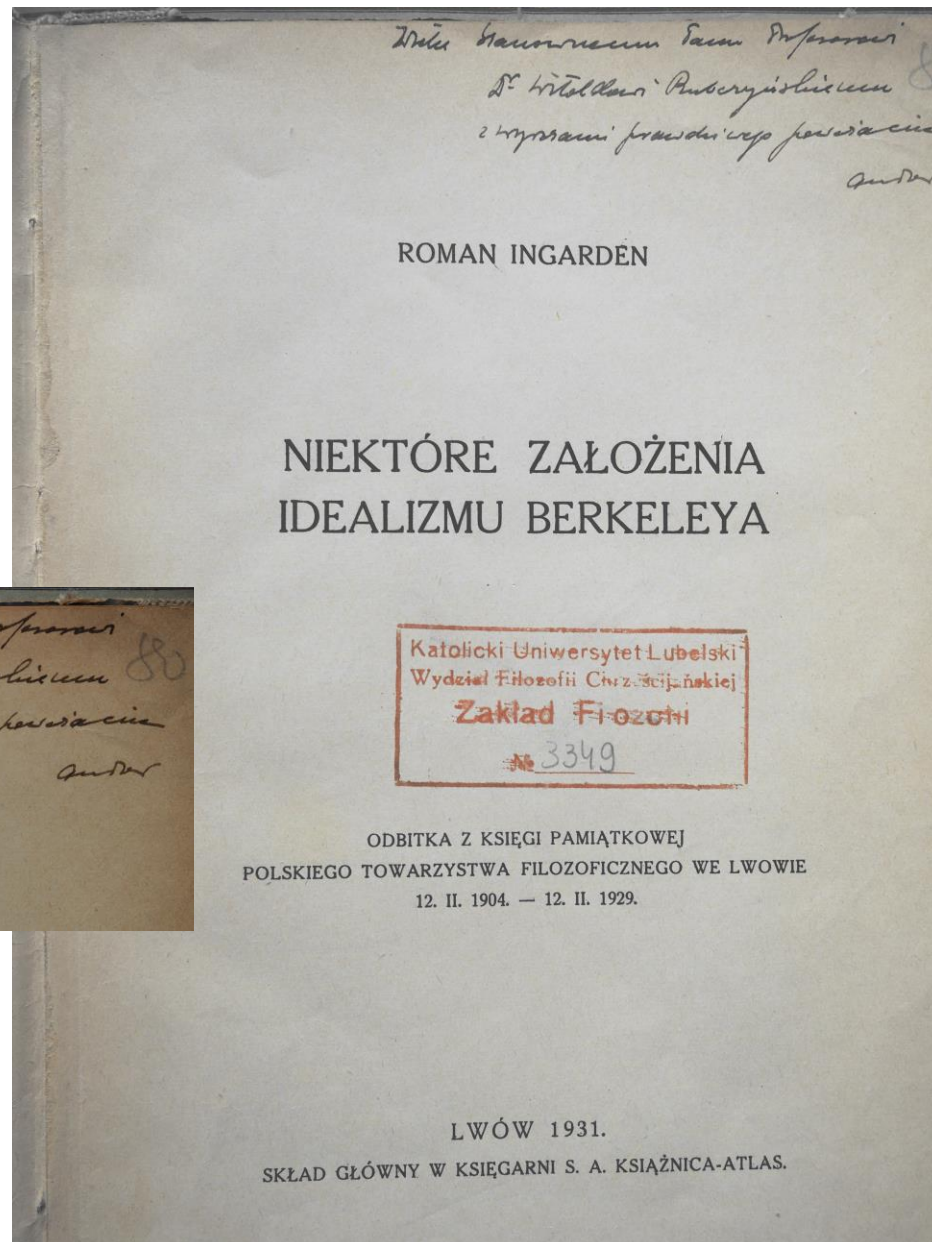 Wielce Szanownemu Panu Profesorowi
Dr Witoldowi Rubczyńskiemu
z wyrazami prawdziwego poważania
autor
80
ROMAN INGARDEN
NIEKTÓRE ZAŁOŻENIA
IDEALIZMU BERKELEYA
Katolicki Uniwersytet Lubelski
Wydział Filozofii Chrześcijańskiej
Zakład Filozofii
№ 3349
ODBITKA Z KSIĘGI PAMIĄTKOWEJ
POLSKIEGO TOWARZYSTWA FILOZOFICZNEGO WE LWOWIE
12. II. 1904. — 12. II. 1929.
LWÓW 1931.
SKŁAD GŁÓWNY W KSIĘGARNI S. A. KSIĄŻNICA-ATLAS.